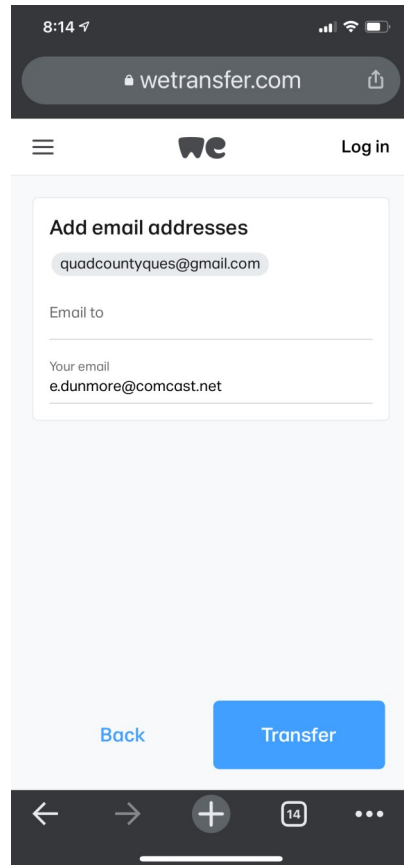 8:14
wetransfer.com
we Log in
Add email addresses
quadcountyques@gmail.com
Email to
Your email
e.dunmore@comcast.net
Back Transfer
14